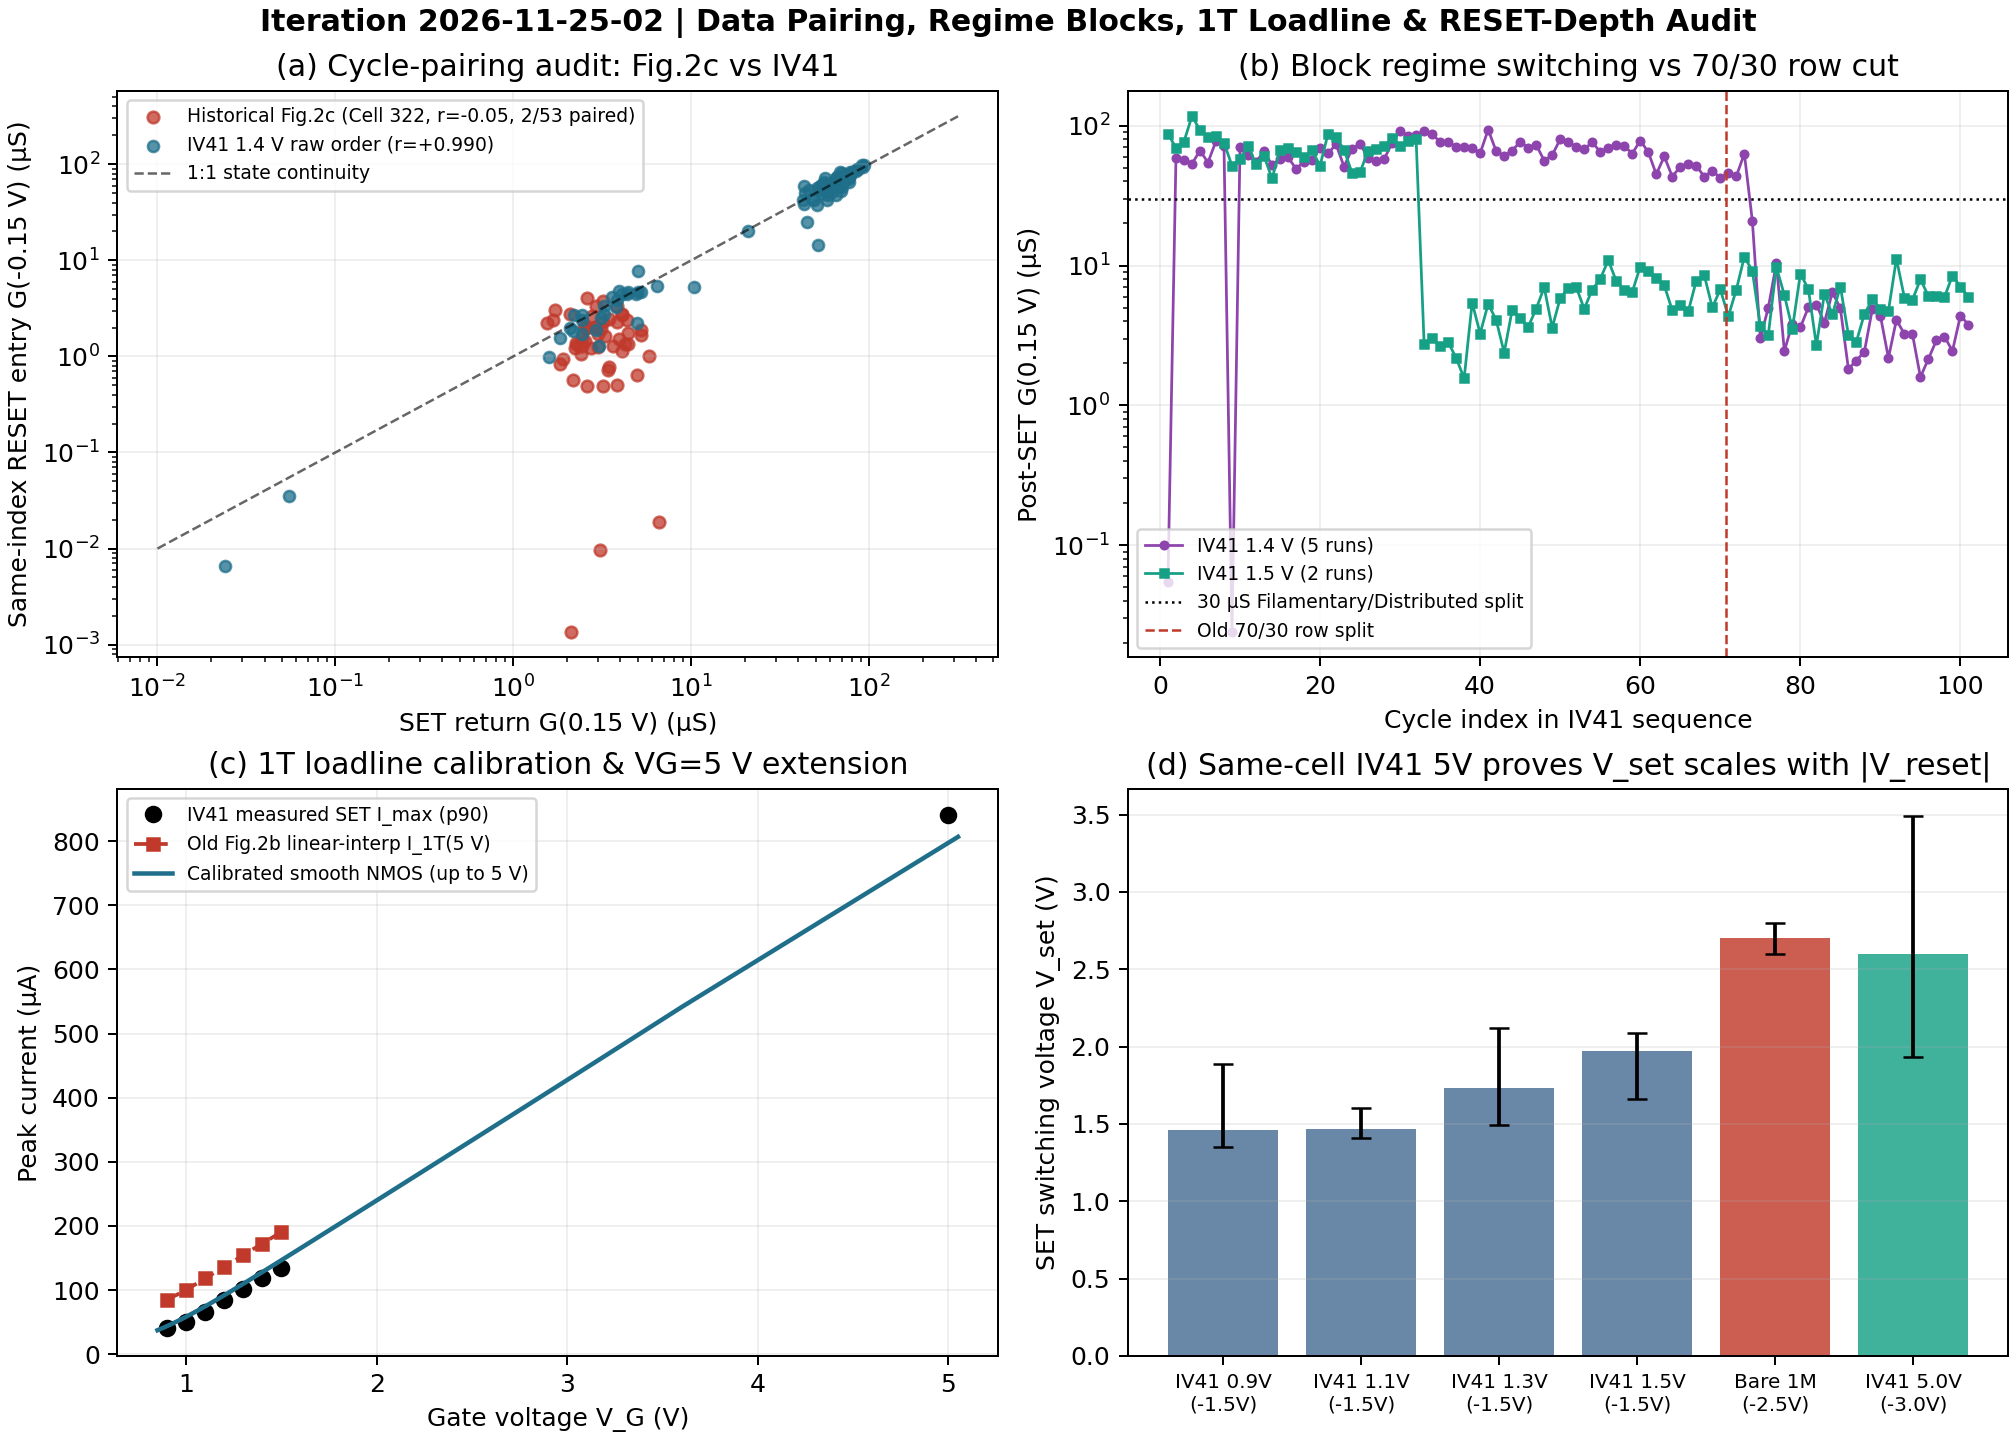 Iteration 2026-11-25-02 | Data Pairing, Regime Blocks, 1T Loadline & RESET-Depth Audit
(a) Cycle-pairing audit: Fig.2c vs IV41
Historical Fig.2c (Cell 322, r=-0.05, 2/53 paired)
IV41 1.4 V raw order (r=+0.990)
1:1 state continuity
Same-index RESET entry G(-0.15 V) (µS)
10²
10¹
10⁰
10⁻¹
10⁻²
10⁻³
10⁻² 10⁻¹ 10⁰ 10¹ 10²
SET return G(0.15 V) (µS)
(b) Block regime switching vs 70/30 row cut
Post-SET G(0.15 V) (µS)
10²
10¹
10⁰
10⁻¹
IV41 1.4 V (5 runs)
IV41 1.5 V (2 runs)
30 µS Filamentary/Distributed split
Old 70/30 row split
0 20 40 60 80 100
Cycle index in IV41 sequence
(c) 1T loadline calibration & VG=5 V extension
IV41 measured SET I_max (p90)
Old Fig.2b linear-interp I_1T(5 V)
Calibrated smooth NMOS (up to 5 V)
Peak current (µA)
800
700
600
500
400
300
200
100
0
1 2 3 4 5
Gate voltage V_G (V)
(d) Same-cell IV41 5V proves V_set scales with |V_reset|
SET switching voltage V_set (V)
3.5
3.0
2.5
2.0
1.5
1.0
0.5
0.0
IV41 0.9V IV41 1.1V IV41 1.3V IV41 1.5V Bare 1M IV41 5.0V
(-1.5V) (-1.5V) (-1.5V) (-1.5V) (-2.5V) (-3.0V)